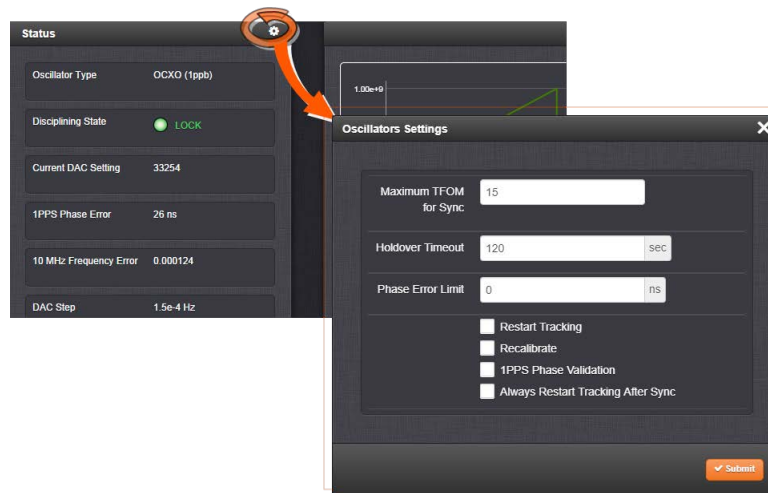 Status
Oscillator Type OCXO (1ppb)
Disciplining State LOCK
Current DAC Setting 33254
1PPS Phase Error 26 ns
10 MHz Frequency Error 0.000124
DAC Step 1.5e-4 Hz
1.00e+9
Oscillators Settings
Maximum TFOM 15
for Sync
Holdover Timeout 120 sec
Phase Error Limit 0 ns
Restart Tracking
Recalibrate
1PPS Phase Validation
Always Restart Tracking After Sync
Submit